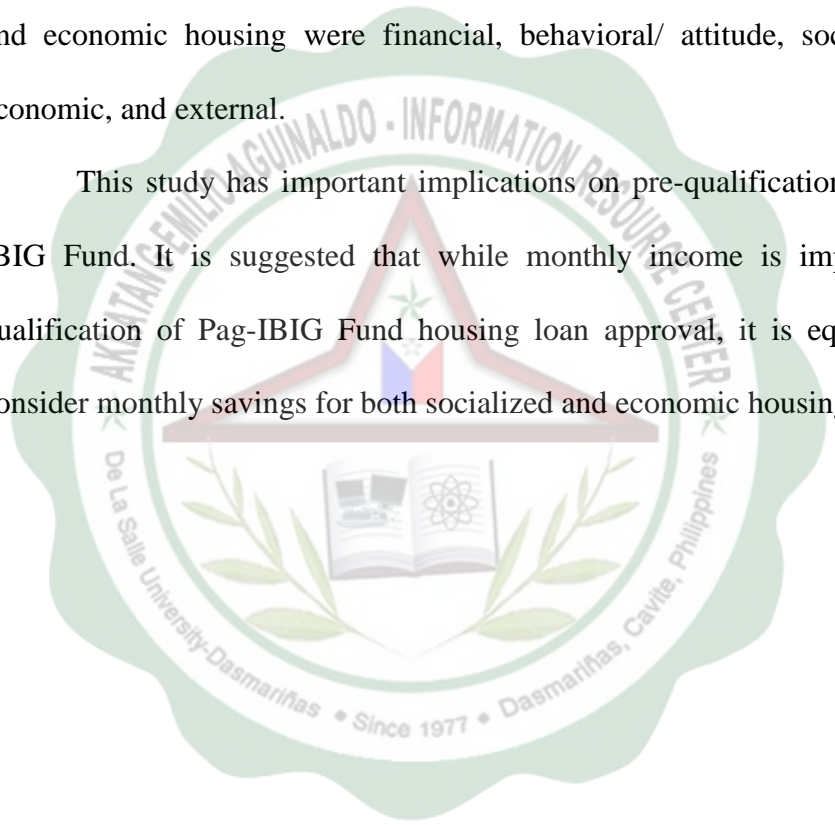 nd economic housing were financial, behavioral/ attitude, soc
conomic, and external.
This study has important implications on pre-qualification
BIG Fund. It is suggested that while monthly income is imp
ualification of Pag-IBIG Fund housing loan approval, it is eq
onsider monthly savings for both socialized and economic housing
AKLATANG EMILIO AGUINALDO - INFORMATION RESOURCE CENTER
De La Salle University-Dasmariñas • Since 1977 • Dasmariñas, Cavite, Philippines